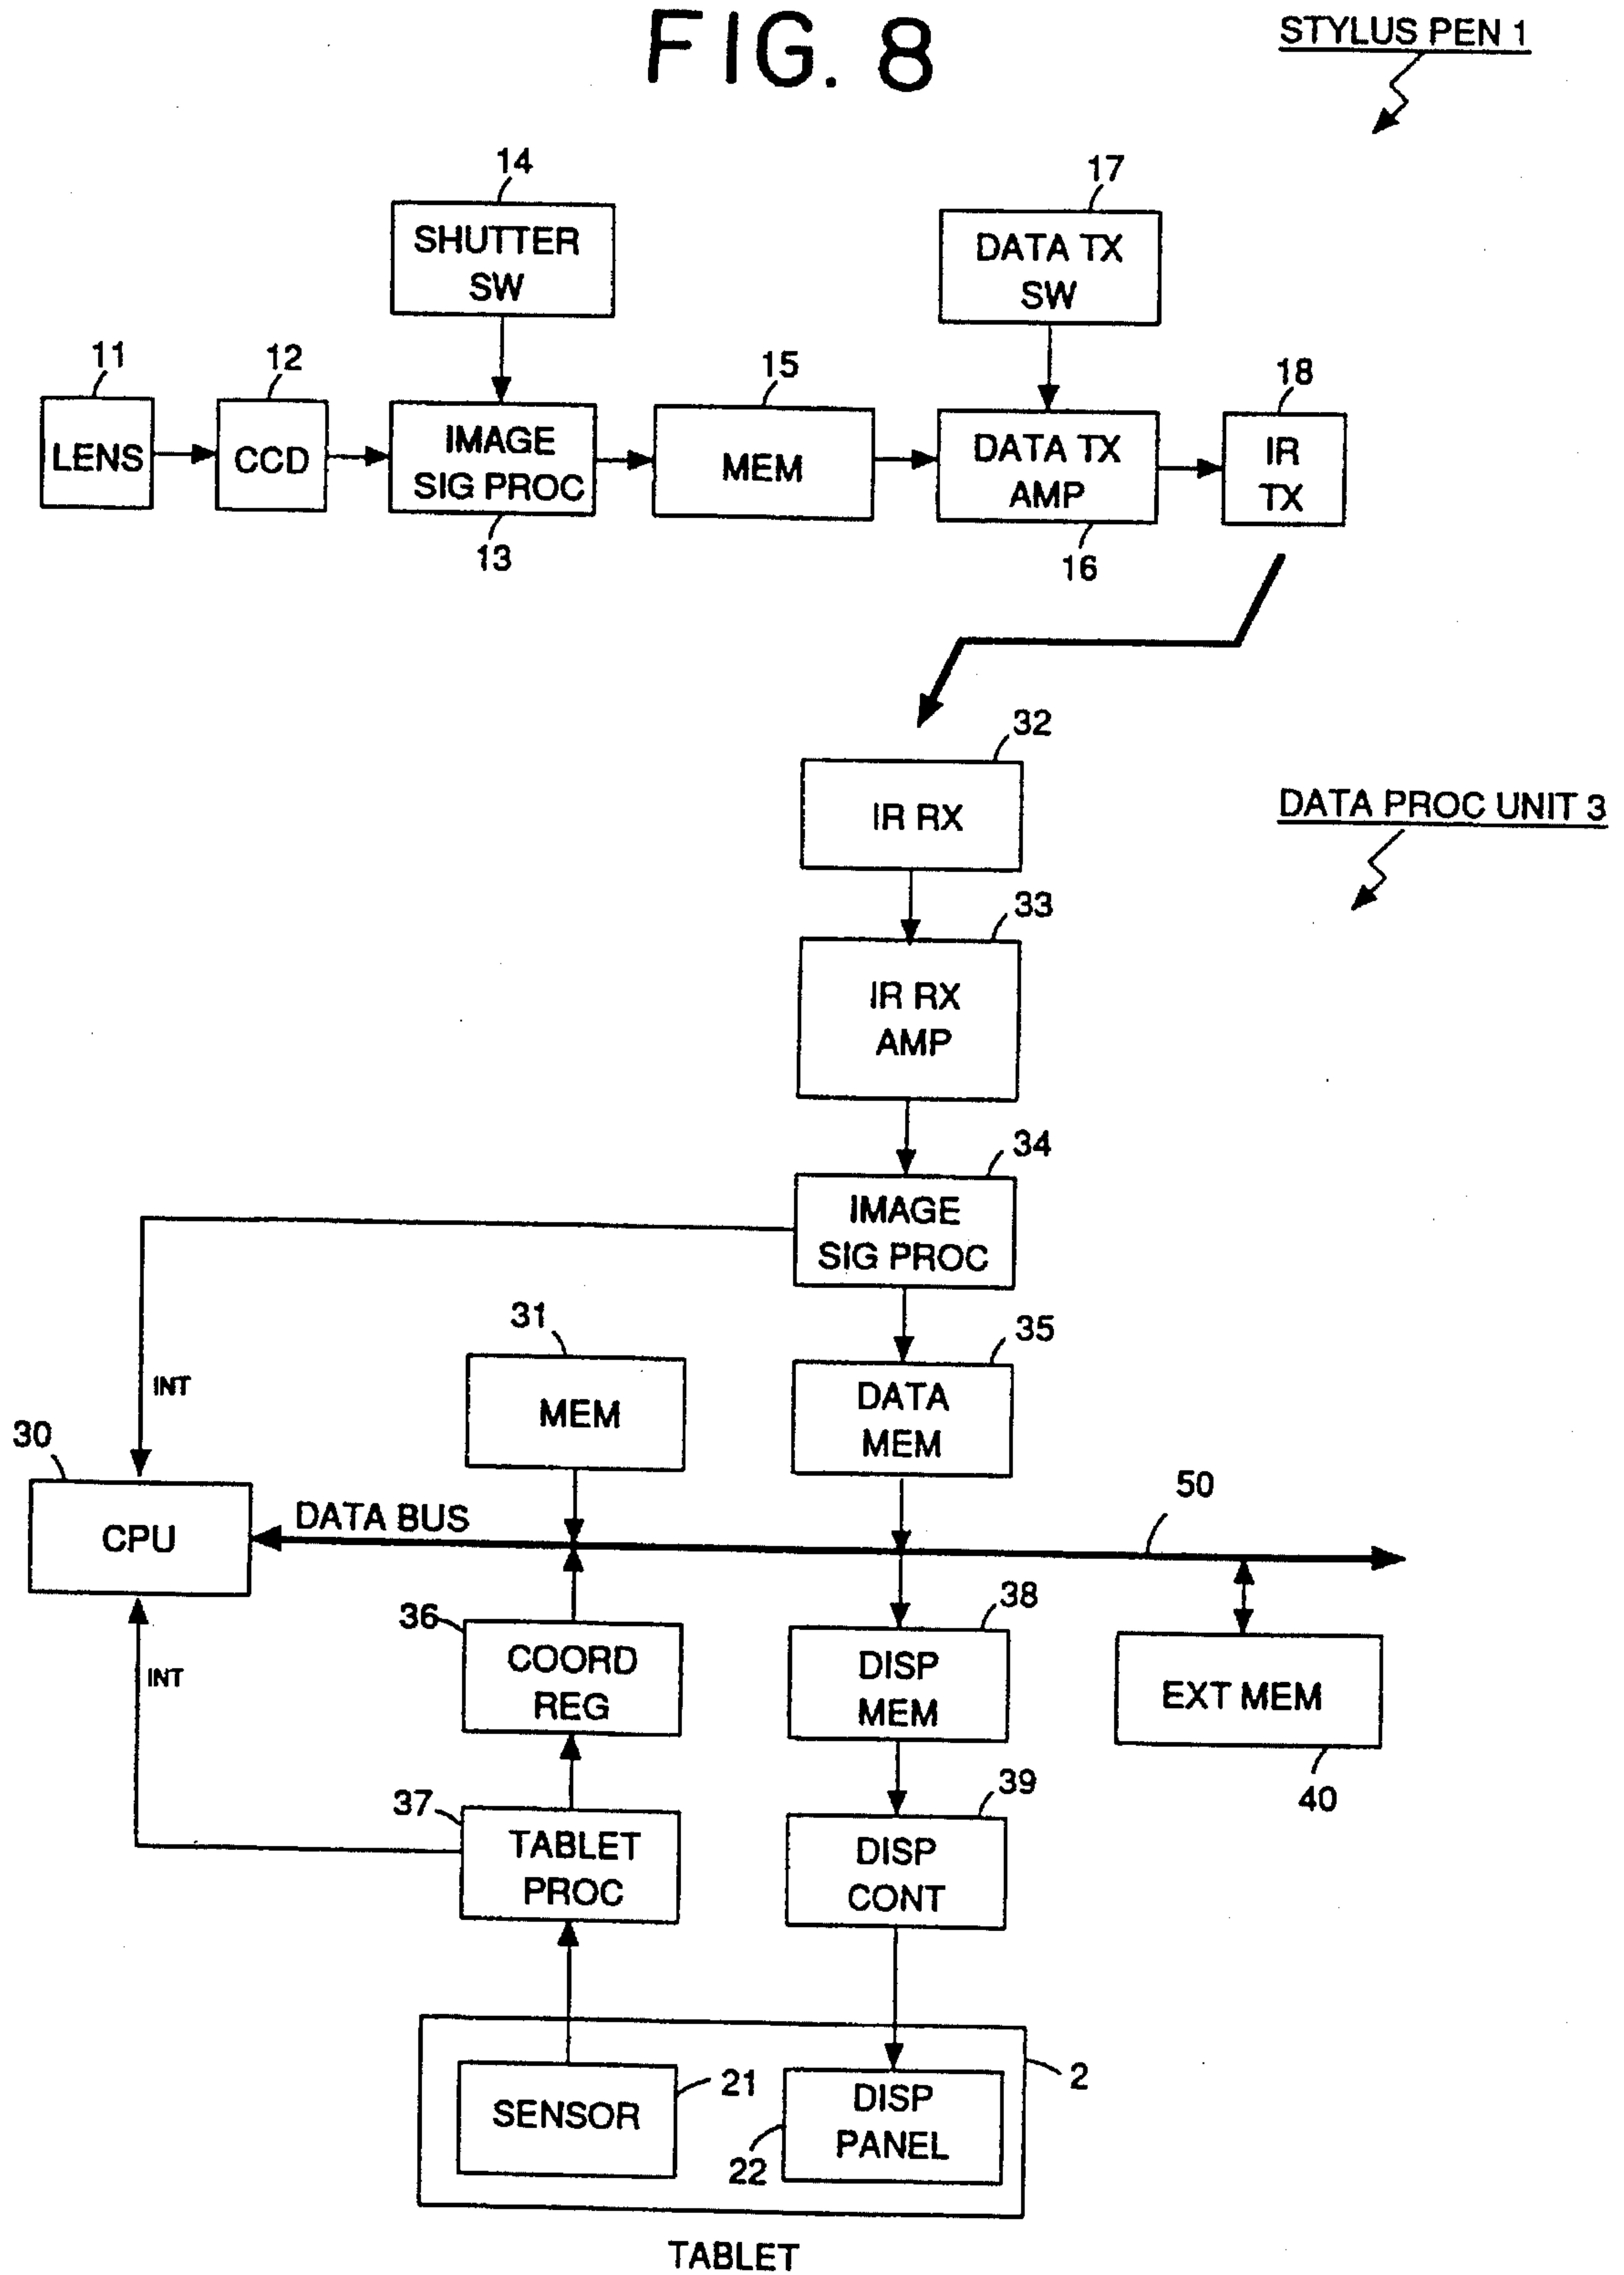 FIG. 8
STYLUS PEN 1
14
SHUTTER
SW
17
DATA TX
SW
11
LENS
12
CCD
IMAGE
SIG PROC
13
15
MEM
DATA TX
AMP
16
18
IR
TX
32
IR RX
DATA PROC UNIT 3
33
IR RX
AMP
34
IMAGE
SIG PROC
INT
31
MEM
35
DATA
MEM
30
CPU
DATA BUS
50
36
COORD
REG
38
DISP
MEM
EXT MEM
40
INT
37
TABLET
PROC
39
DISP
CONT
2
SENSOR
21
DISP
PANEL
22
TABLET